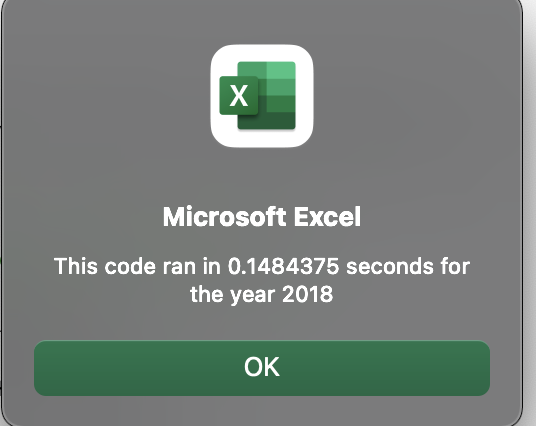 X
Microsoft Excel
This code ran in 0.1484375 seconds for
the year 2018
OK